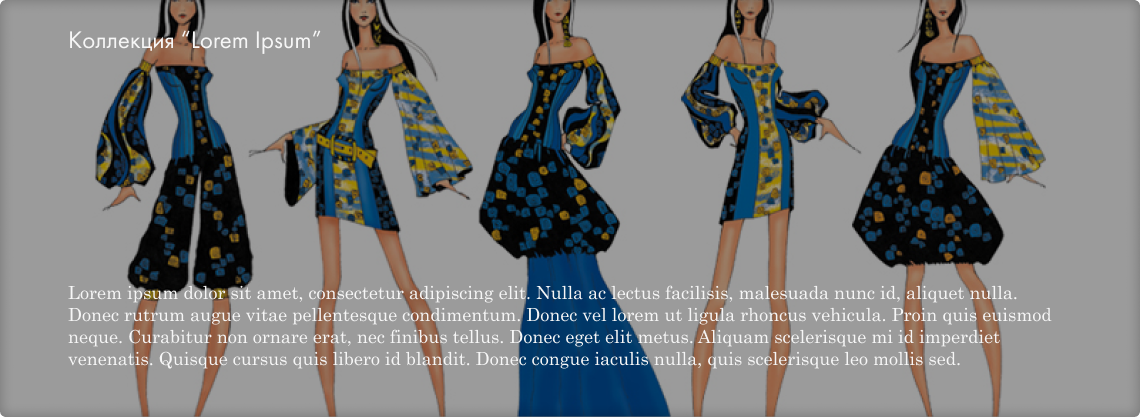 Коллекция “Lorem Ipsum”
Lorem ipsum dolor sit amet, consectetur adipiscing elit. Nulla ac lectus facilisis, malesuada nunc id, aliquet nulla.
Donec rutrum augue vitae pellentesque condimentum. Donec vel lorem ut ligula rhoncus vehicula. Proin quis euismod
neque. Curabitur non ornare erat, nec finibus tellus. Donec eget elit metus. Aliquam scelerisque mi id imperdiet
venenatis. Quisque cursus quis libero id blandit. Donec congue iaculis nulla, quis scelerisque leo mollis sed.